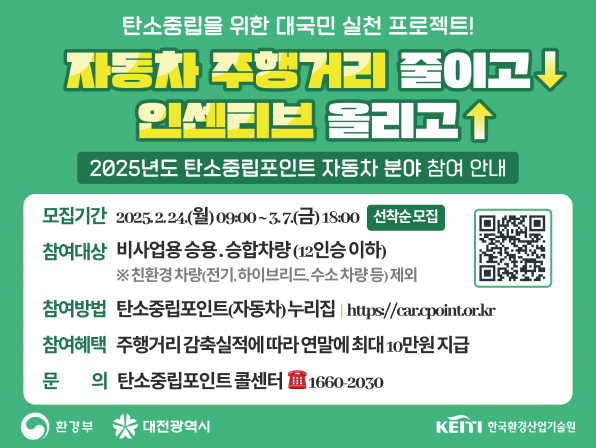 탄소중립을 위한 대국민 실천 프로젝트!
자동차 주행거리 줄이고↓
인센티브 올리고↑
2025년도 탄소중립포인트 자동차 분야 참여 안내
모집기간 2025. 2. 24.(월) 09:00 ~ 3. 7.(금) 18:00 선착순 모집
참여대상 비사업용 승용 . 승합차량 (12인승 이하)
※ 친환경 차량(전기, 하이브리드, 수소 차량 등) 제외
참여방법 탄소중립포인트(자동차) 누리집 | https//car.cpoint.or.kr
참여혜택 주행거리 감축실적에 따라 연말에 최대 10만원 지급
문 의 탄소중립포인트 콜센터 ☎ 1660-2030
환경부 대전광역시 KEITI 한국환경산업기술원